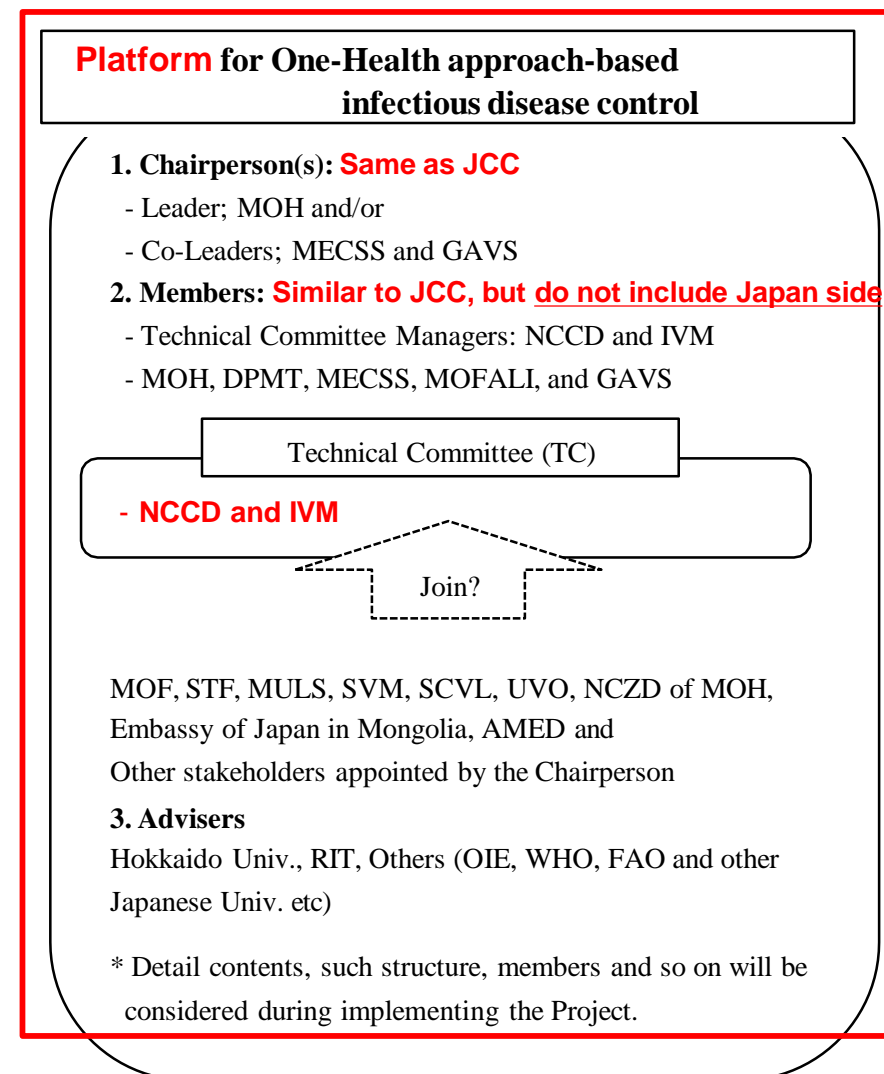 Platform for One-Health approach-based
infectious disease control
1. Chairperson(s): Same as JCC
- Leader; MOH and/or
- Co-Leaders; MECSS and GAVS
2. Members: Similar to JCC, but do not include Japan side
- Technical Committee Managers: NCCD and IVM
- MOH, DPMT, MECSS, MOFALI, and GAVS
Technical Committee (TC)
- NCCD and IVM
Join?
MOF, STF, MULS, SVM, SCVL, UVO, NCZD of MOH,
Embassy of Japan in Mongolia, AMED and
Other stakeholders appointed by the Chairperson
3. Advisers
Hokkaido Univ., RIT, Others (OIE, WHO, FAO and other
Japanese Univ. etc)
* Detail contents, such structure, members and so on will be
considered during implementing the Project.